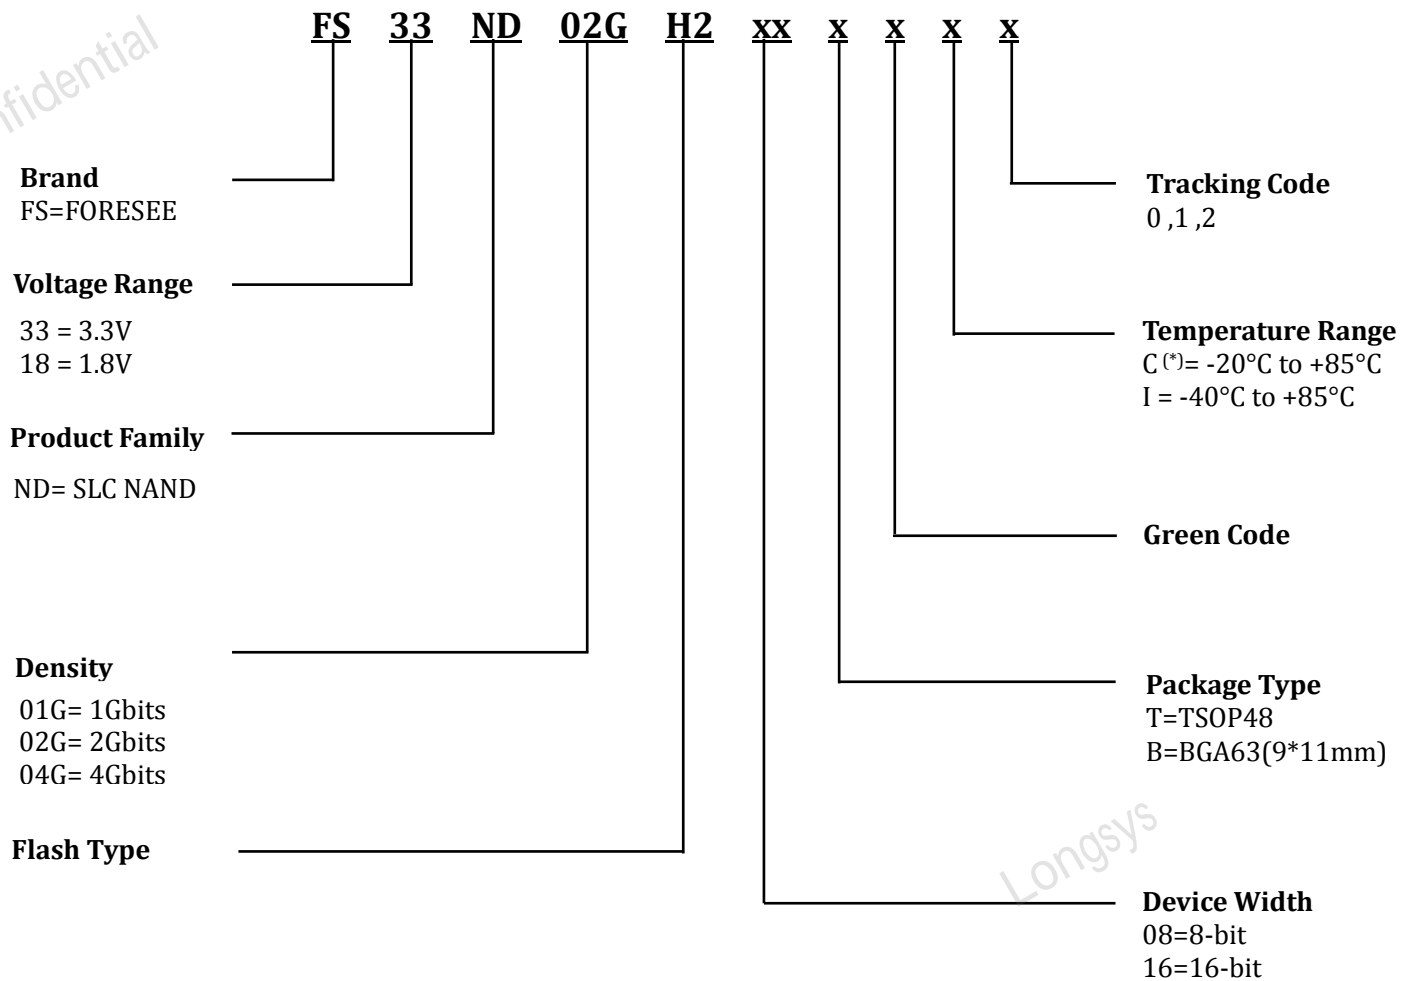 FS 33 ND 02G H2 xx x x x x
nfidential
Brand
FS=FORESEE
Voltage Range
33 = 3.3V
18 = 1.8V
Product Family
ND= SLC NAND
Density
01G= 1Gbits
02G= 2Gbits
04G= 4Gbits
Flash Type
Tracking Code
0 ,1 ,2
Temperature Range
C (*)= -20°C to +85°C
I = -40°C to +85°C
Green Code
Package Type
T=TSOP48
B=BGA63(9*11mm)
Longsys
Device Width
08=8-bit
16=16-bit